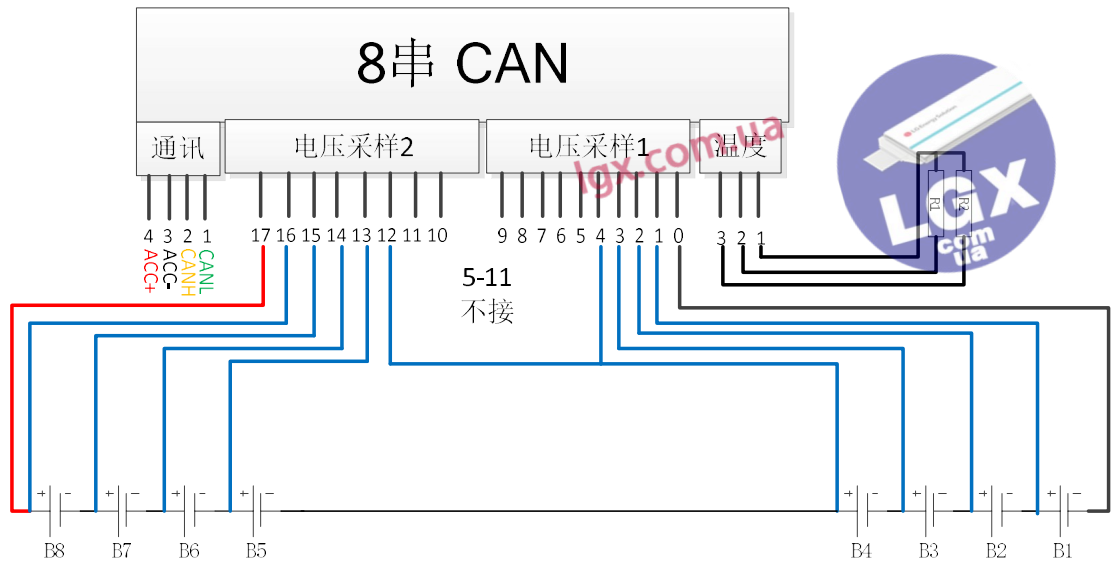 8串 CAN
通讯
电压采样2
电压采样1
温度
lgx.com.ua
LG Energy Solution
LGX
com
ua
R1
R2
4 3 2 1
ACC+
ACC-
CANH
CANL
17 16 15 14 13 12 11 10
9 8 7 6 5 4 3 2 1 0
3 2 1
5-11
不接
+ - + - + - + - + - + - + - + -
B8 B7 B6 B5 B4 B3 B2 B1